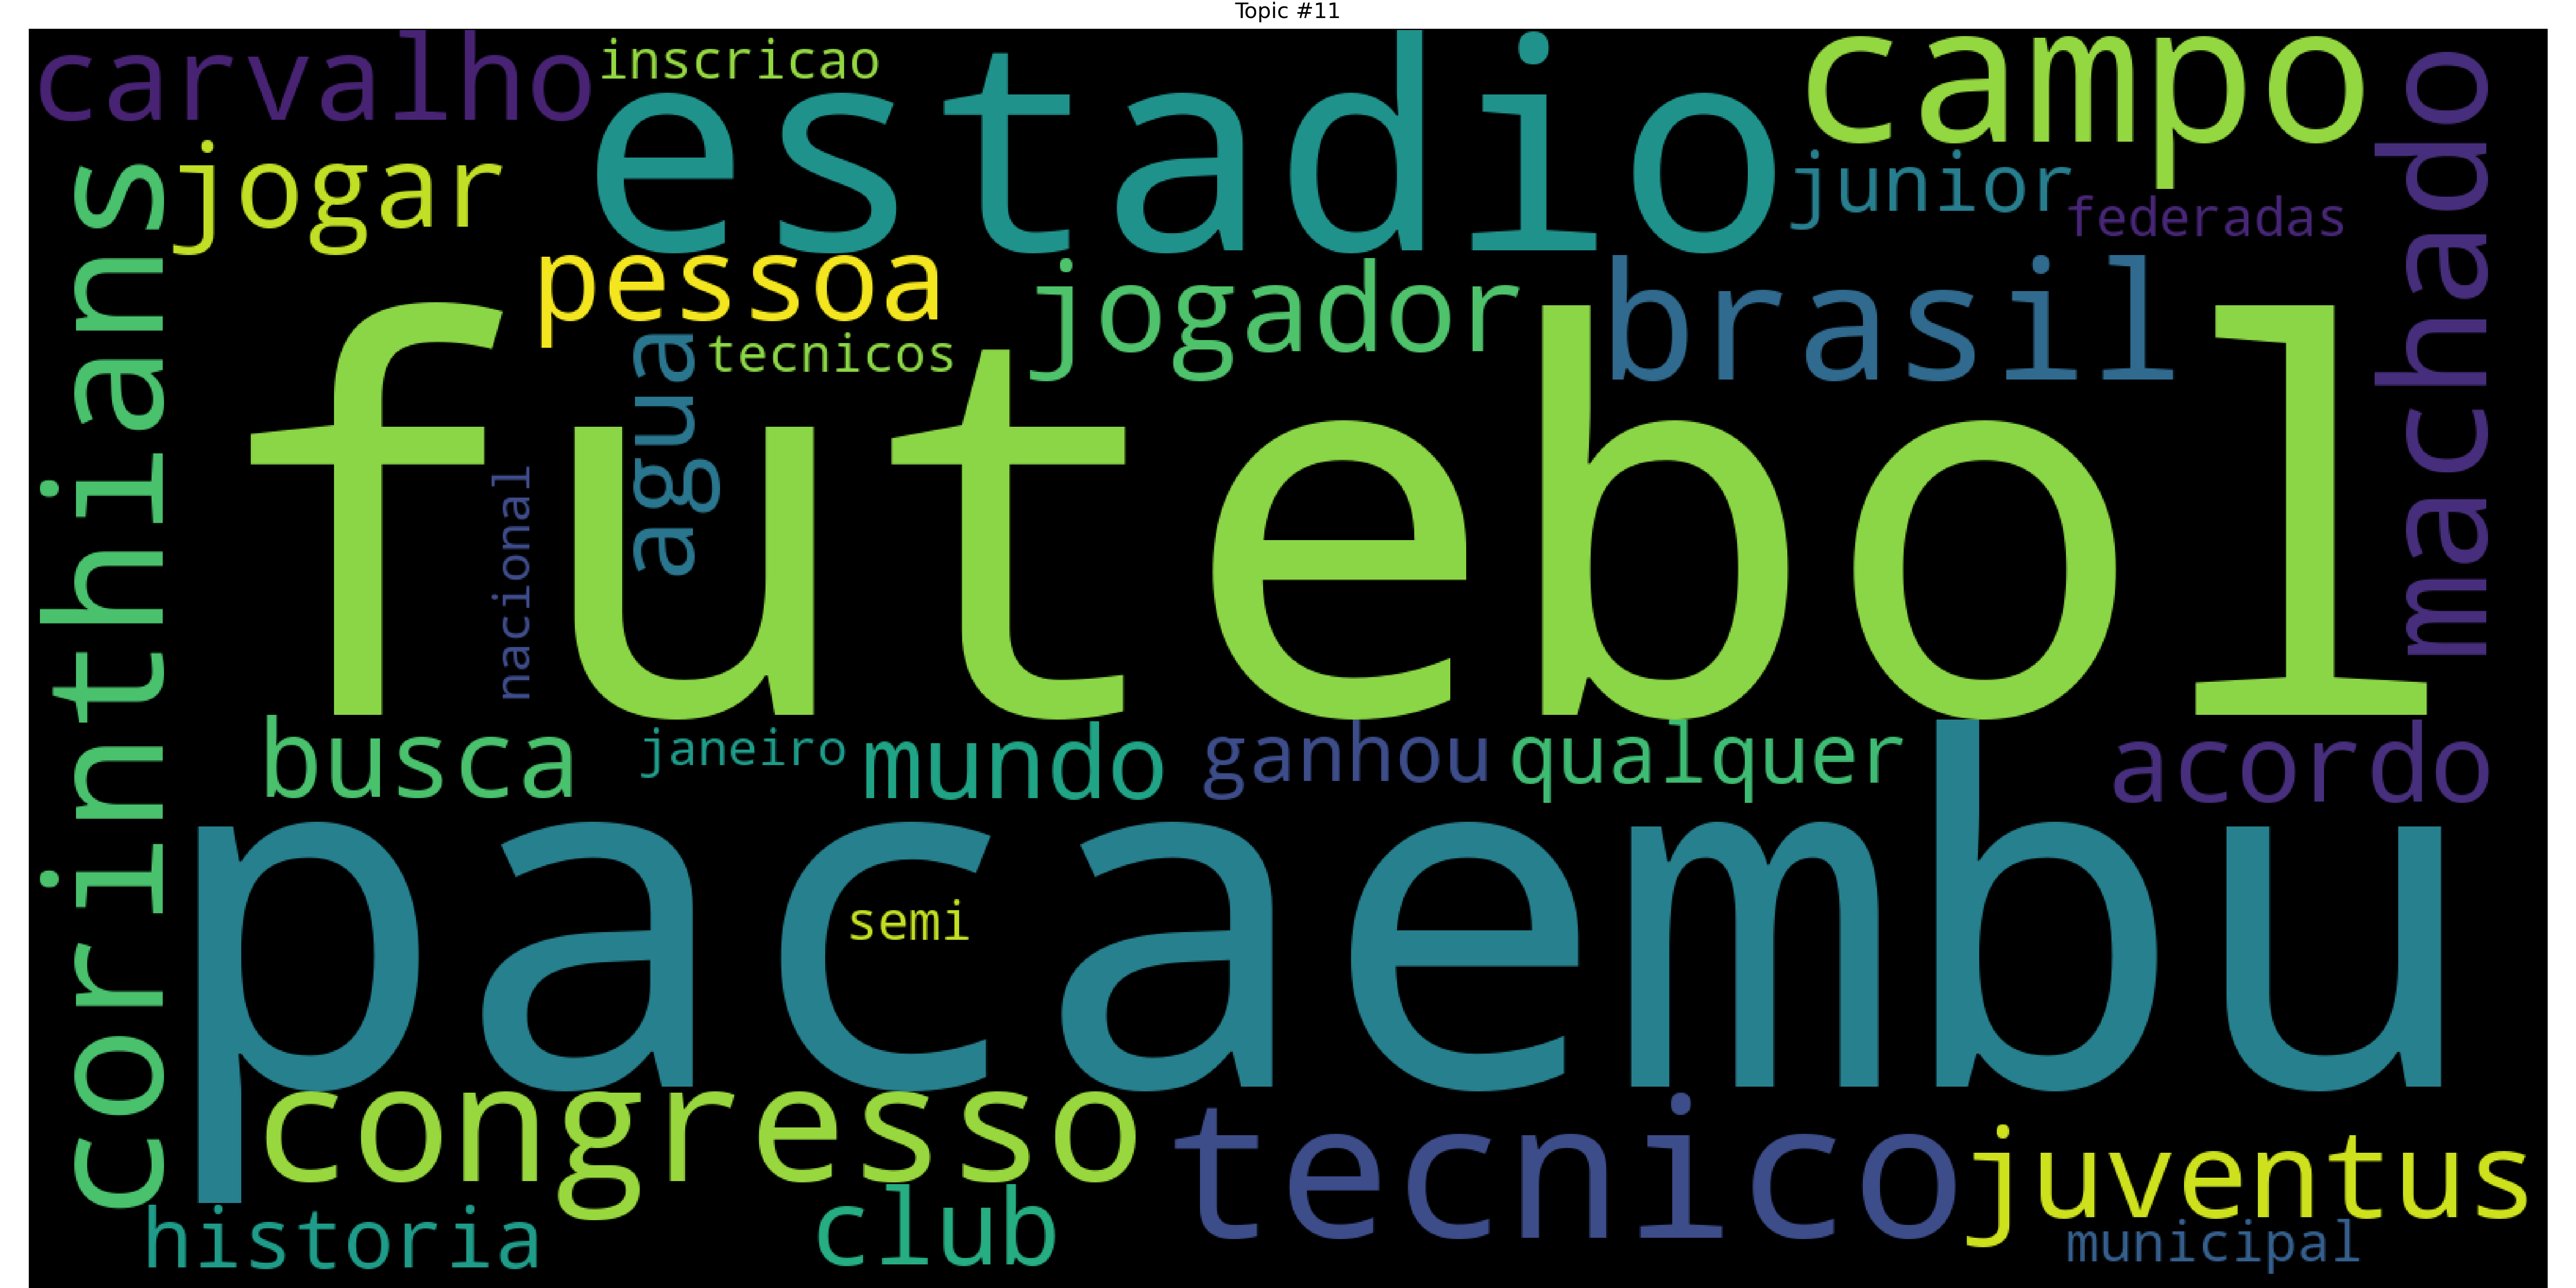 Topic #11
carvalho
inscricao
estadio
campo
machado
jogar
junior
federadas
corinthians
pessoa
jogador
brasil
tecnicos
agua
futebol
nacional
busca
janeiro
mundo
ganhou
qualquer
acordo
pacaembu
semi
congresso
tecnico
juventus
historia
club
municipal